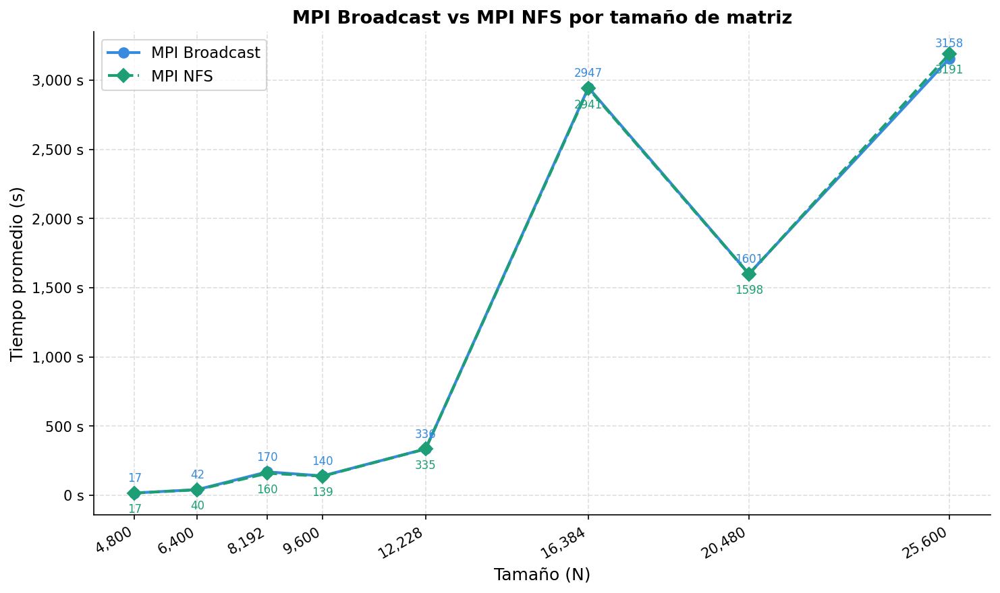 MPI Broadcast vs MPI NFS por tamaño de matriz
MPI Broadcast
MPI NFS
Tiempo promedio (s)
3,000 s
2,500 s
2,000 s
1,500 s
1,000 s
500 s
0 s
17
42
170
140
336
2947
1601
3158
17
40
160
139
335
2941
1598
3191
4,800
6,400
8,192
9,600
12,228
16,384
20,480
25,600
Tamaño (N)